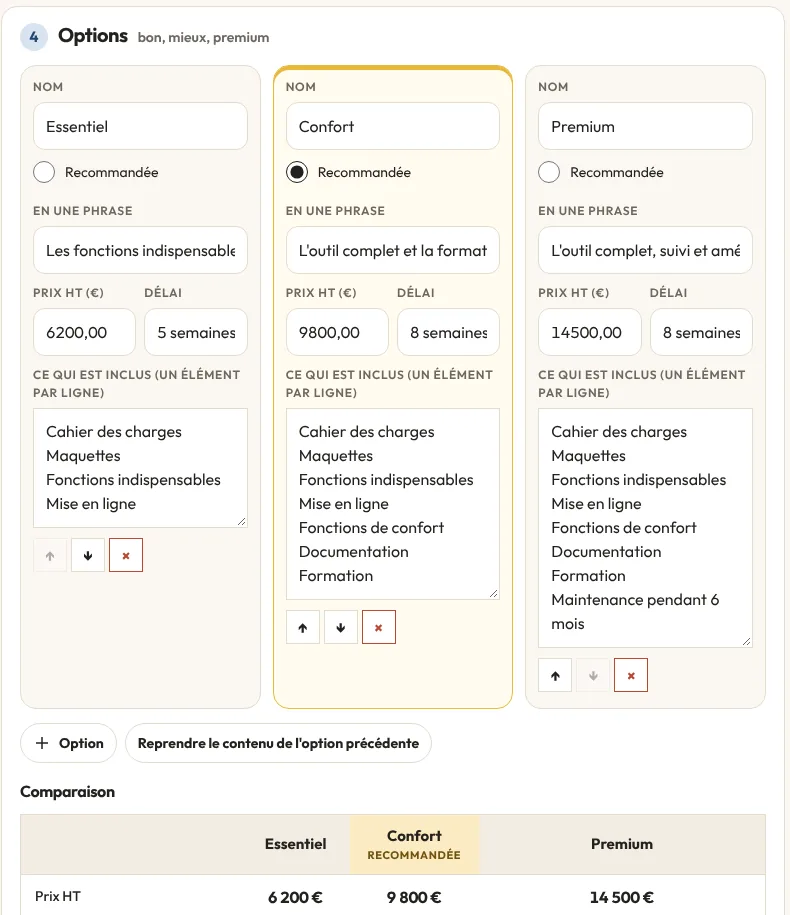 4 Options bon, mieux, premium
NOM
Essentiel
Recommandée
EN UNE PHRASE
Les fonctions indispensable
PRIX HT (€) DÉLAI
6200,00 5 semaines
CE QUI EST INCLUS (UN ÉLÉMENT
PAR LIGNE)
Cahier des charges
Maquettes
Fonctions indispensables
Mise en ligne
NOM
Confort
Recommandée
EN UNE PHRASE
L'outil complet et la format
PRIX HT (€) DÉLAI
9800,00 8 semaines
CE QUI EST INCLUS (UN ÉLÉMENT
PAR LIGNE)
Cahier des charges
Maquettes
Fonctions indispensables
Mise en ligne
Fonctions de confort
Documentation
Formation
NOM
Premium
Recommandée
EN UNE PHRASE
L'outil complet, suivi et amé
PRIX HT (€) DÉLAI
14500,00 8 semaines
CE QUI EST INCLUS (UN ÉLÉMENT
PAR LIGNE)
Cahier des charges
Maquettes
Fonctions indispensables
Mise en ligne
Fonctions de confort
Documentation
Formation
Maintenance pendant 6
mois
+ Option Reprendre le contenu de l'option précédente
Comparaison
Essentiel Confort Premium
RECOMMANDÉE
Prix HT 6 200 € 9 800 € 14 500 €